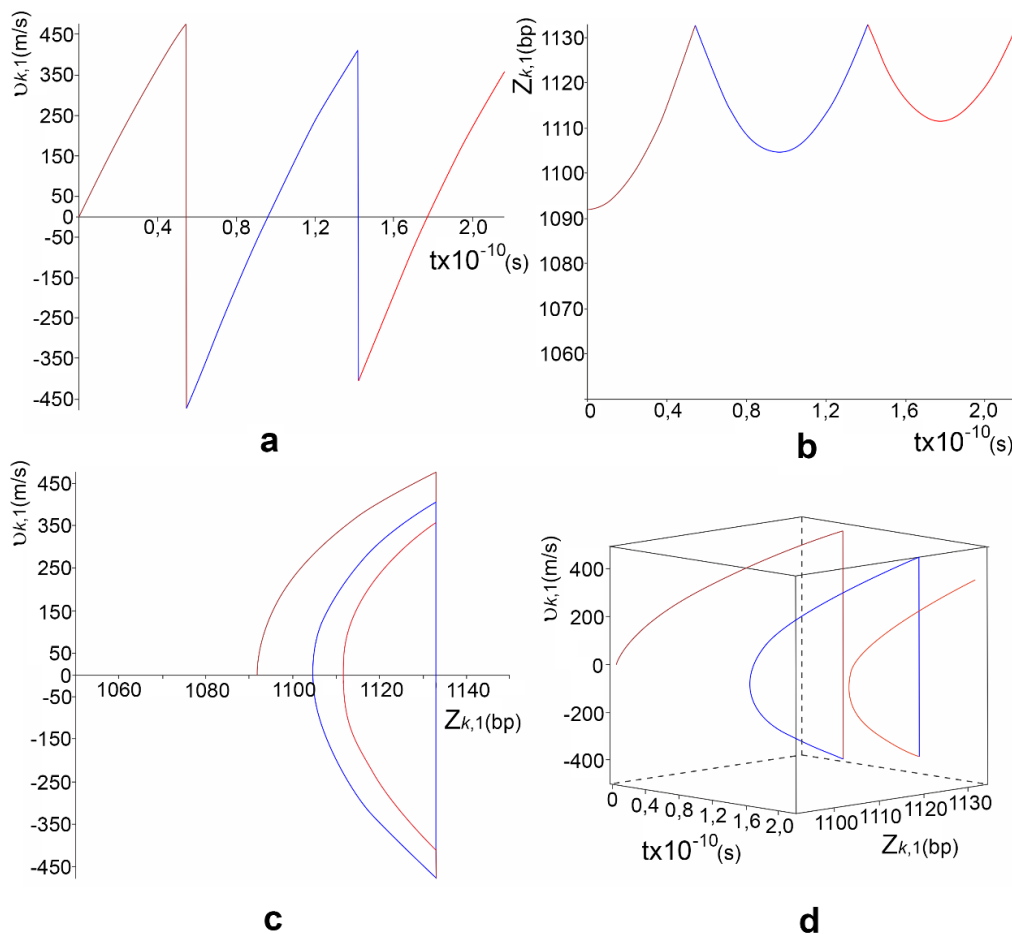 υk,1(m/s)
450
350
250
150
50
0
-50
-150
-250
-350
-450
0,4 0,8 1,2 1,6 2,0
tx10-10(s)
a
Zk,1(bp)
1130
1120
1110
1100
1090
1080
1070
1060
0 0,4 0,8 1,2 1,6 2,0
tx10-10(s)
b
υk,1(m/s)
450
350
250
150
50
0
-50
-150
-250
-350
-450
1060 1080 1100 1120 1140
Zk,1(bp)
c
υk,1(m/s)
400
200
0
-200
-400
0 0,4 0,8 1,2 1,6 2,0
tx10-10(s)
1100 1110 1120 1130
Zk,1(bp)
d